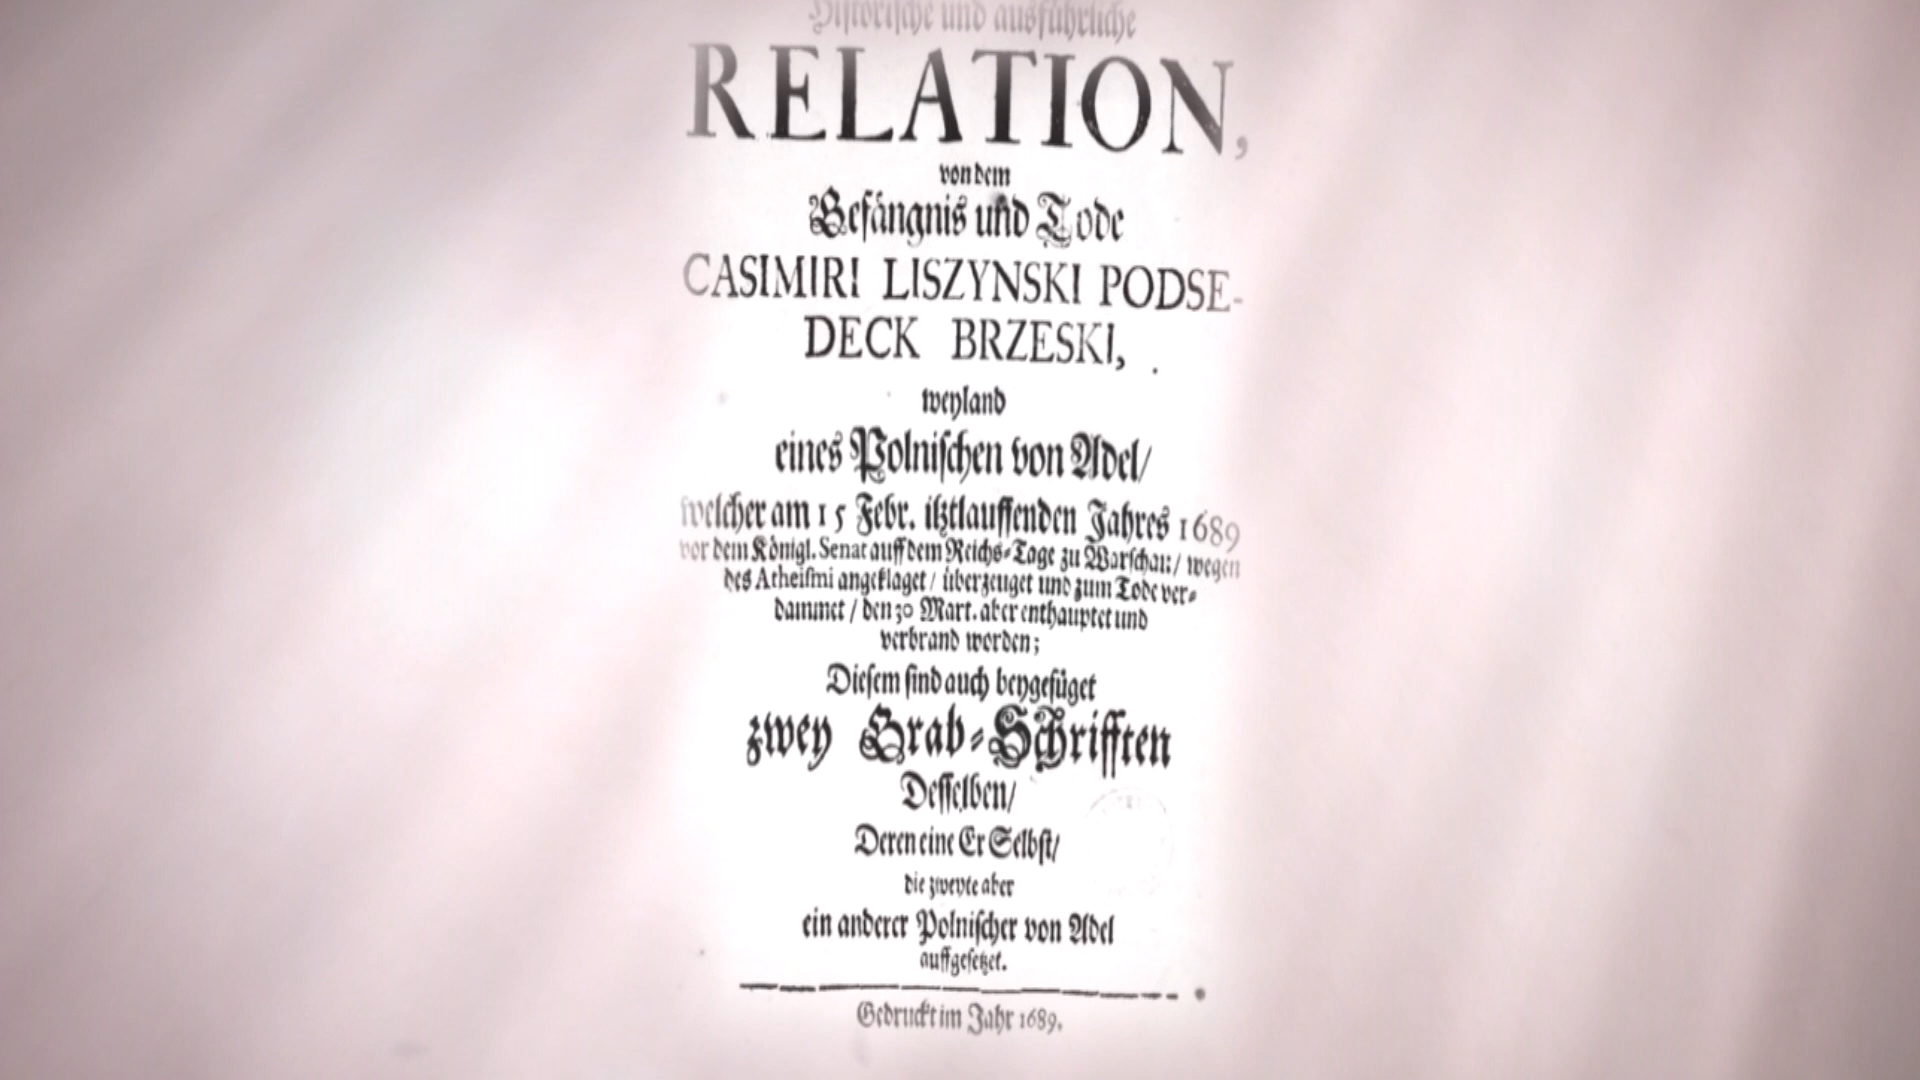 Historische und ausführliche
RELATION,
von dem
Gefängnis und Tode
CASIMIRI LISZYNSKI PODSE-
DECK BRZESKI,
weyland
eines Polnischen von Adel/
welcher am 15 Febr. itztlauffenden Jahres 1689
vor dem Königl. Senat auff dem Reichs-Tage zu Warschau/ wegen
des Atheismi angeklaget / überzeuget und zum Tode ver-
dammet / den 30 Mart. aber enthauptet und
verbrand worden;
Diesem sind auch beygefüget
zwey Grab-Schrifften
Desselben/
Deren eine Er Selbst/
die zweyte aber
ein anderer Polnischer von Adel
auffgesetzet.
Gedruckt im Jahr 1689.